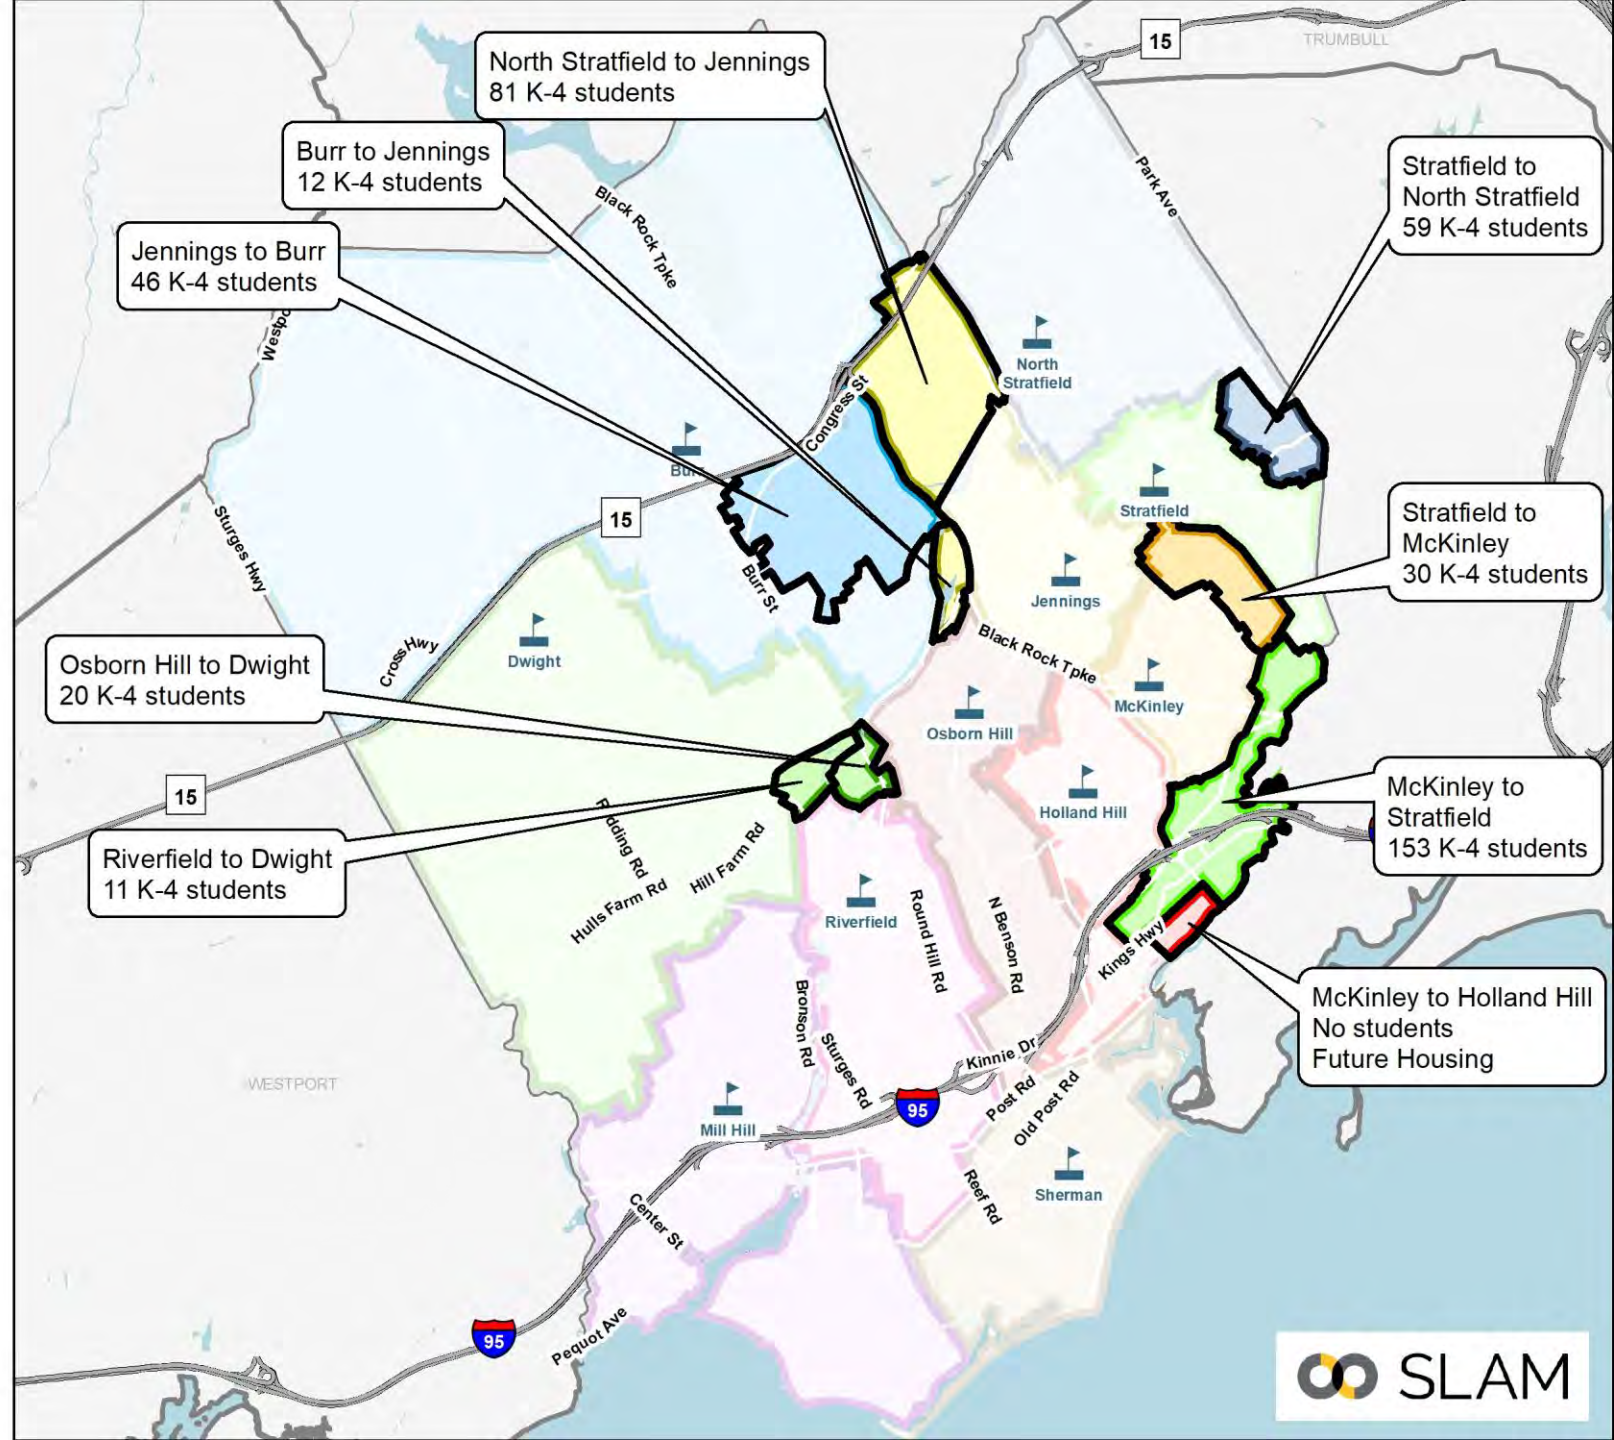 15
TRUMBULL
North Stratfield to Jennings
81 K-4 students
Burr to Jennings
12 K-4 students
Jennings to Burr
46 K-4 students
Stratfield to
North Stratfield
59 K-4 students
Park Ave
Black Rock Tpke
North
Stratfield
Congress St
Burr
15
Sturges Hwy
Stratfield
Stratfield to
McKinley
30 K-4 students
Burr St
Jennings
Dwight
Cross Hwy
Black Rock Tpke
Osborn Hill to Dwight
20 K-4 students
McKinley
Osborn Hill
15
Holland Hill
McKinley to
Stratfield
153 K-4 students
Riverfield to Dwight
11 K-4 students
Redding Rd
Hill Farm Rd
Hulls Farm Rd
Riverfield
Round Hill Rd
N Benson Rd
Kings Hwy
McKinley to Holland Hill
No students
Future Housing
Bronson Rd
Sturges Rd
Kinnie Dr
WESTPORT
Post Rd
Old Post Rd
95
Mill Hill
Sherman
Reef Rd
Center St
95
Pequot Ave
SLAM